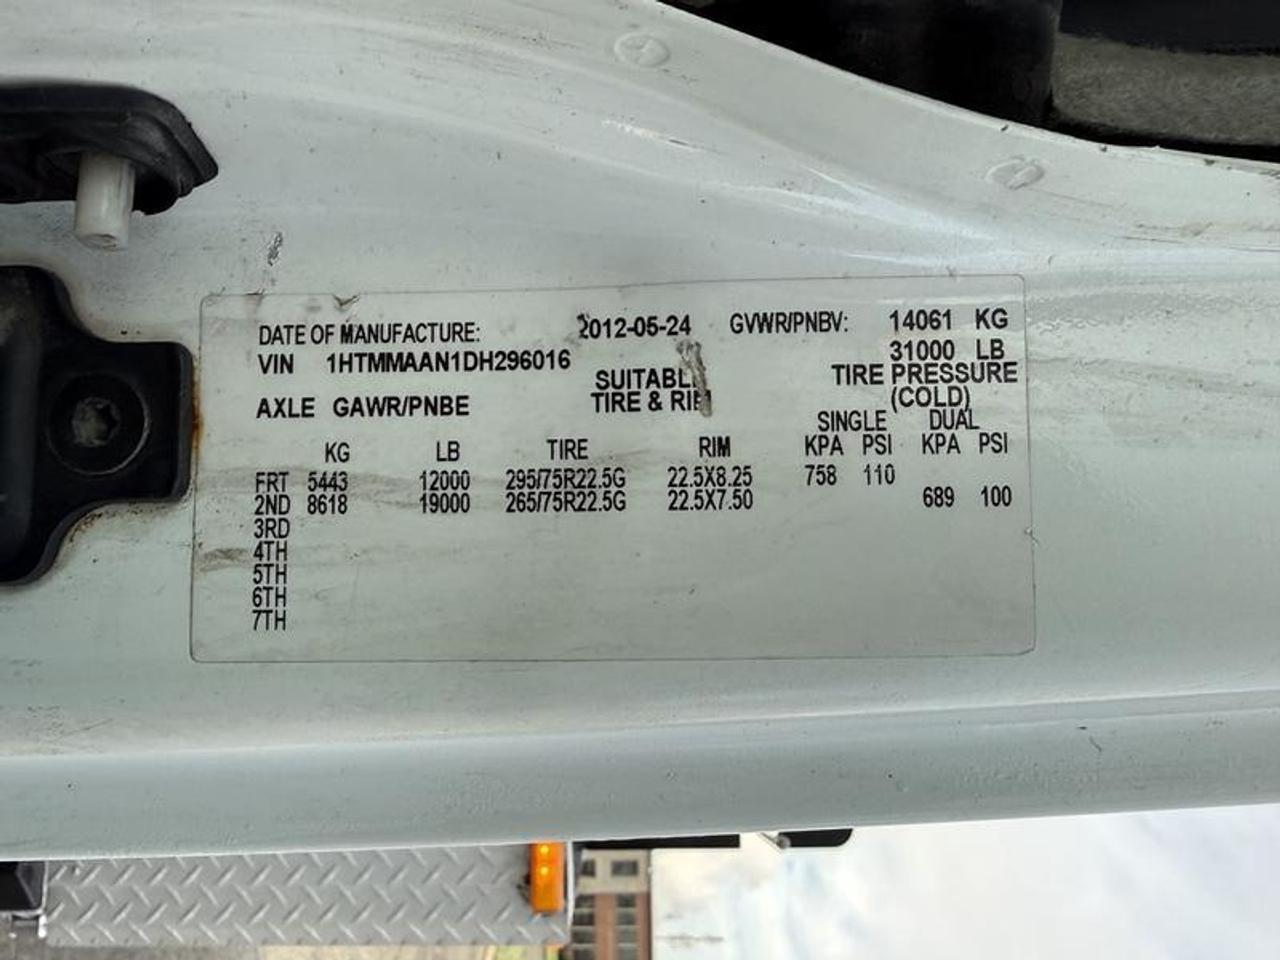 DATE OF MANUFACTURE: 2012-05-24 GVWR/PNBV: 14061 KG
VIN 1HTMMAAN1DH296016 31000 LB
SUITABLE TIRE PRESSURE
AXLE GAWR/PNBE TIRE & RIM (COLD)
SINGLE DUAL
KG LB TIRE RIM KPA PSI KPA PSI
FRT 5443 12000 295/75R22.5G 22.5X8.25 758 110
2ND 8618 19000 265/75R22.5G 22.5X7.50 689 100
3RD
4TH
5TH
6TH
7TH